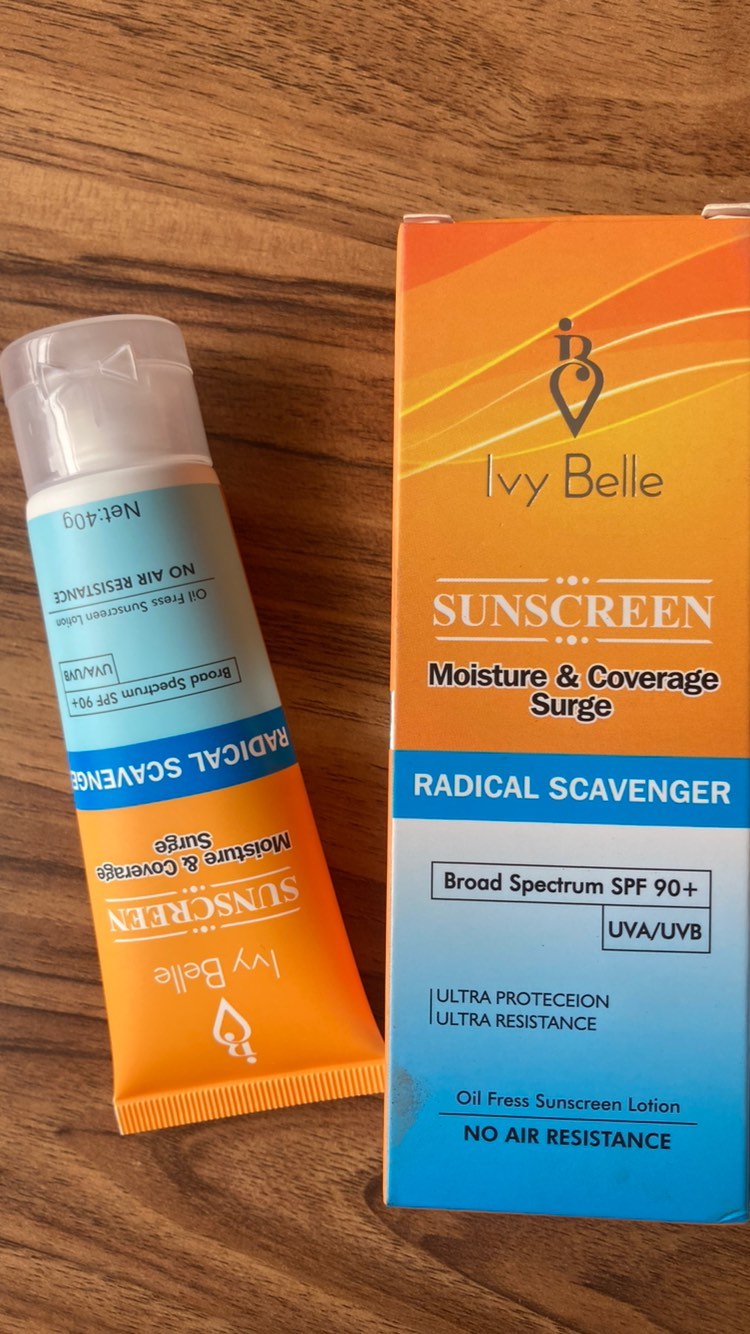 Ivy Belle
SUNSCREEN
Moisture & Coverage
Surge
RADICAL SCAVENGER
Broad Spectrum SPF 90+
UVA/UVB
ULTRA PROTECEION
ULTRA RESISTANCE
Oil Fress Sunscreen Lotion
NO AIR RESISTANCE
Ivy Belle
SUNSCREEN
Moisture & Coverage
Surge
RADICAL SCAVENGE
Broad Spectrum SPF 90+
UVA/UVB
Oil Fress Sunscreen Lotion
NO AIR RESISTANCE
Net:40g